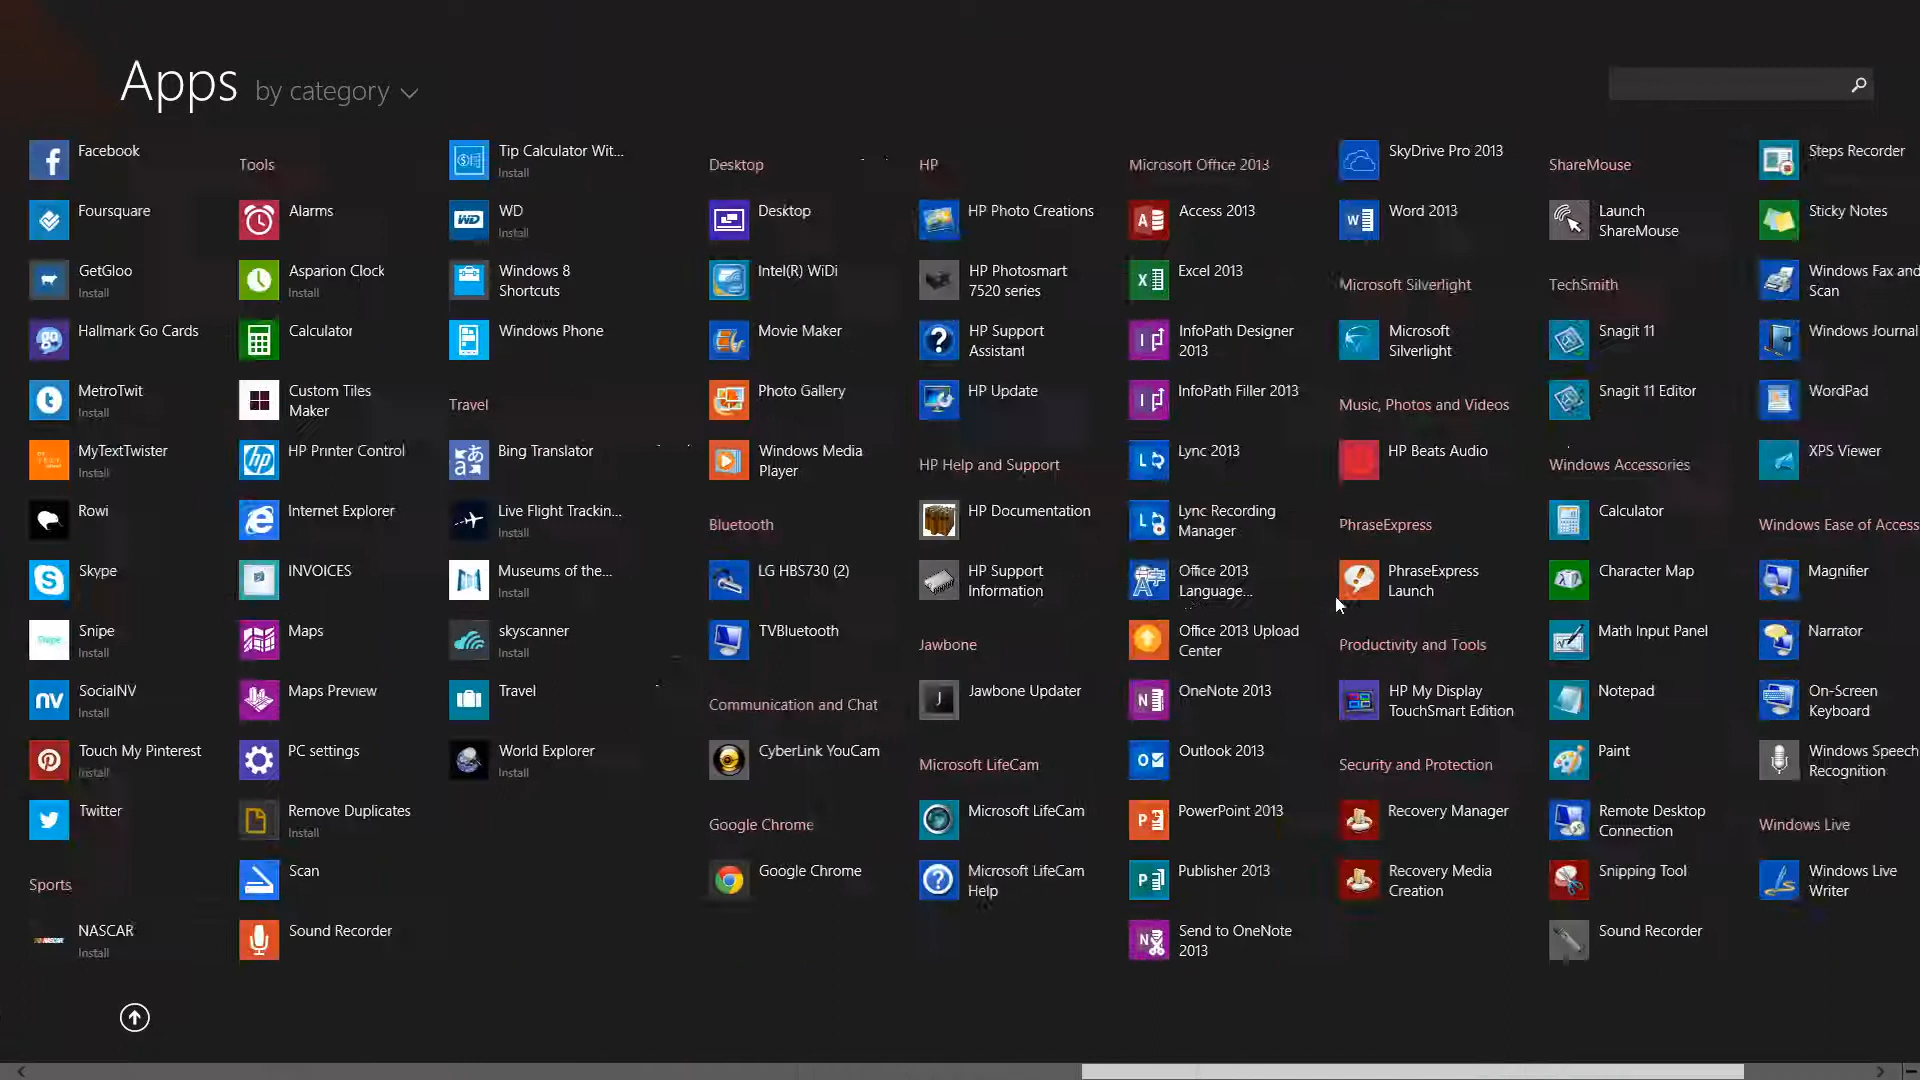 Apps by category
Facebook
Foursquare
GetGloo
Install
Hallmark Go Cards
MetroTwit
Install
MyTextTwister
Install
Rowi
Skype
Snipe
Install
SocialNV
Install
Touch My Pinterest
Install
Twitter
Sports
NASCAR
Install
Tools
Alarms
Asparion Clock
Install
Calculator
Custom Tiles
Maker
HP Printer Control
Internet Explorer
INVOICES
Maps
Maps Preview
PC settings
Remove Duplicates
Install
Scan
Sound Recorder
Tip Calculator Wit...
Install
WD
Install
Windows 8
Shortcuts
Windows Phone
Travel
Bing Translator
Live Flight Trackin...
Install
Museums of the...
Install
skyscanner
Install
Travel
World Explorer
Install
Desktop
Desktop
Intel(R) WiDi
Movie Maker
Photo Gallery
Windows Media
Player
Bluetooth
LG HBS730 (2)
TVBluetooth
Communication and Chat
CyberLink YouCam
Google Chrome
Google Chrome
HP
HP Photo Creations
HP Photosmart
7520 series
HP Support
Assistant
HP Update
HP Help and Support
HP Documentation
HP Support
Information
Jawbone
Jawbone Updater
Microsoft LifeCam
Microsoft LifeCam
Microsoft LifeCam
Help
Microsoft Office 2013
Access 2013
Excel 2013
InfoPath Designer
2013
InfoPath Filler 2013
Lync 2013
Lync Recording
Manager
Office 2013
Language...
Office 2013 Upload
Center
OneNote 2013
Outlook 2013
PowerPoint 2013
Publisher 2013
Send to OneNote
2013
SkyDrive Pro 2013
Word 2013
Microsoft Silverlight
Microsoft
Silverlight
Music, Photos and Videos
HP Beats Audio
PhraseExpress
PhraseExpress
Launch
Productivity and Tools
HP My Display
TouchSmart Edition
Security and Protection
Recovery Manager
Recovery Media
Creation
ShareMouse
Launch
ShareMouse
TechSmith
Snagit 11
Snagit 11 Editor
Windows Accessories
Calculator
Character Map
Math Input Panel
Notepad
Paint
Remote Desktop
Connection
Snipping Tool
Sound Recorder
Steps Recorder
Sticky Notes
Windows Fax and
Scan
Windows Journal
WordPad
XPS Viewer
Windows Ease of Access
Magnifier
Narrator
On-Screen
Keyboard
Windows Speech
Recognition
Windows Live
Windows Live
Writer